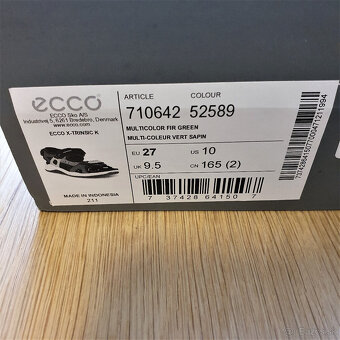 ecco
ECCO Sko A/S
Industrivej 5, 6261 Bredebro, Denmark
www.ecco.com
ECCO X-TRINSIC K
MADE IN INDONESIA
211
ARTICLE COLOUR
710642 52589
MULTICOLOR FIR GREEN
MULTI-COLEUR VERT SAPIN
EU 27 US 10
UK 9.5 CN 165 (2)
UPC/EAN
7 37428 64150 7